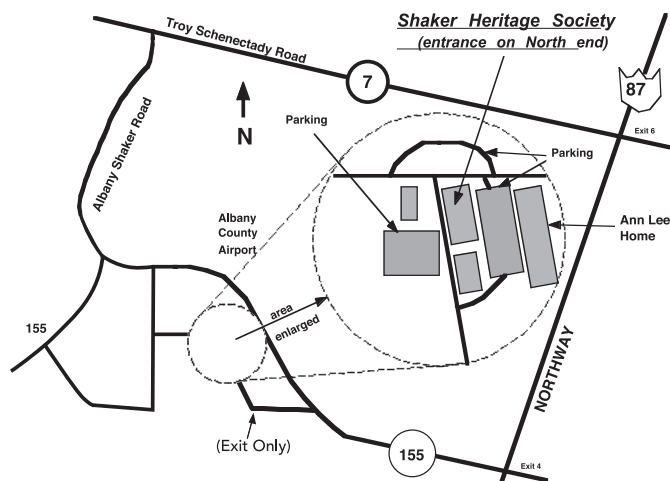 Shaker Heritage Society
(entrance on North end)
Troy Schenectady Road
7
87
Exit 6
N
Parking
Parking
Albany Shaker Road
Albany
County
Airport
Ann Lee
Home
area
enlarged
155
NORTHWAY
(Exit Only)
155
Exit 4